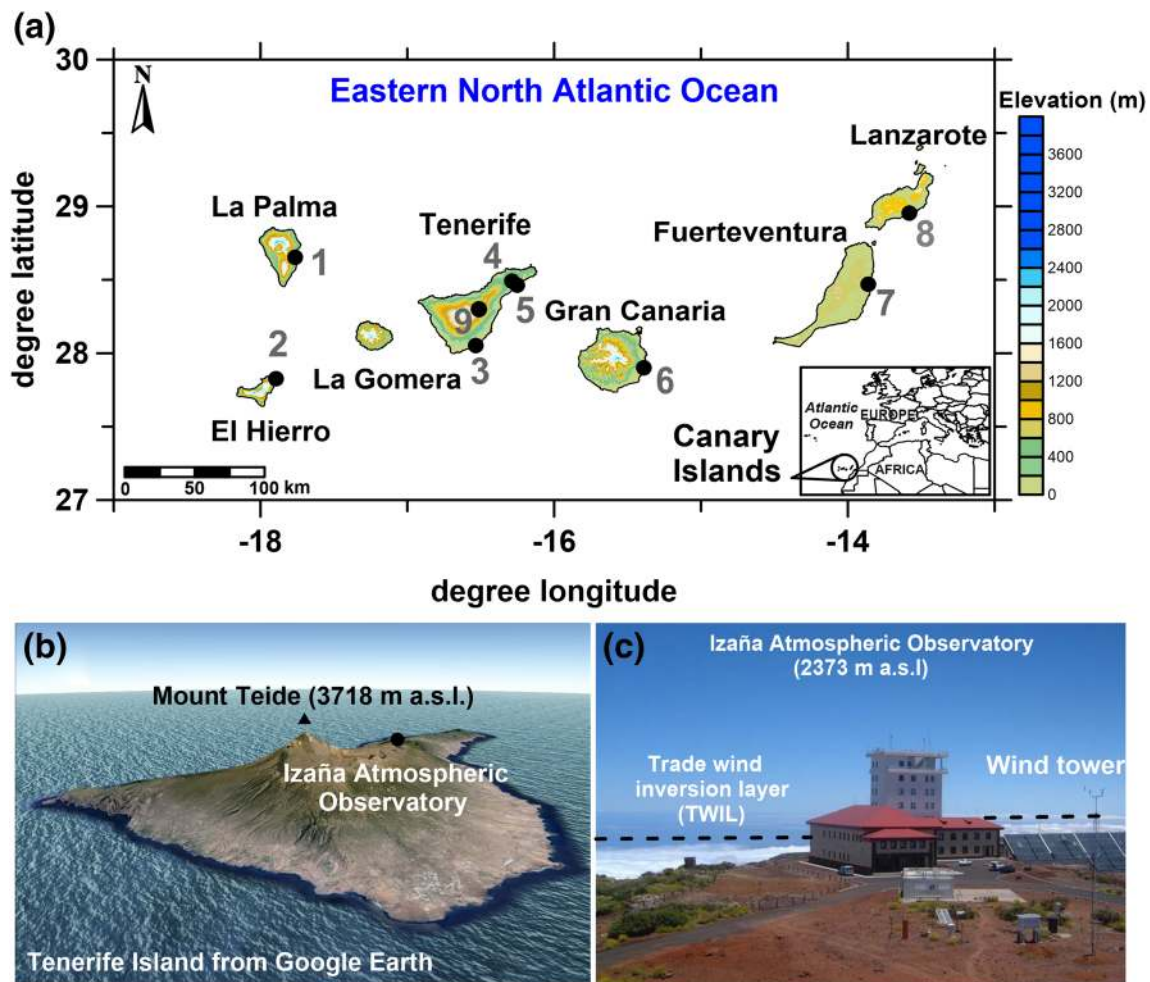 (a)
30
29
28
27
degree latitude
N
Eastern North Atlantic Ocean
Elevation (m)
3600
3200
2800
2400
2000
1600
1200
800
400
0
Lanzarote
La Palma
Tenerife
Fuerteventura
8
1
4
9
5
Gran Canaria
7
2
La Gomera
3
6
El Hierro
Canary
Islands
Atlantic
Ocean
EUROPE
AFRICA
0 50 100 km
-18 -16 -14
degree longitude
(b)
Mount Teide (3718 m a.s.l.)
Izaña Atmospheric
Observatory
Tenerife Island from Google Earth
(c)
Izaña Atmospheric Observatory
(2373 m a.s.l)
Trade wind
inversion layer
(TWIL)
Wind tower